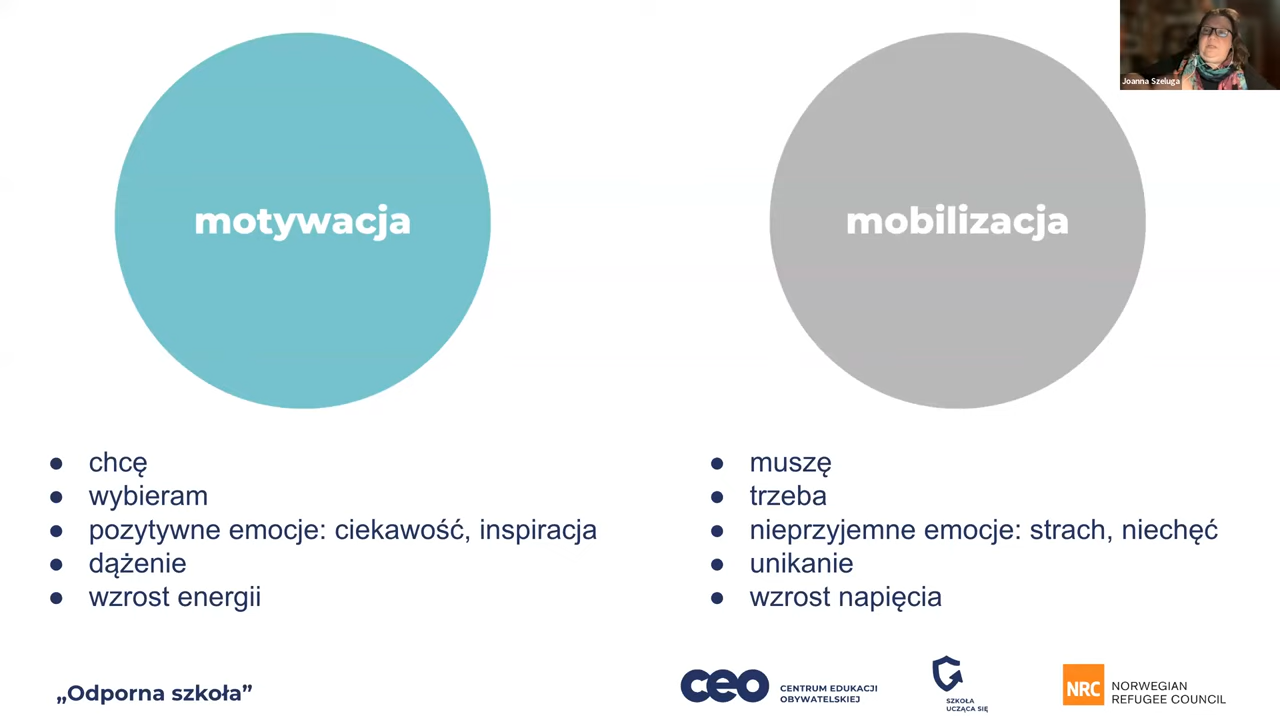 motywacja
mobilizacja
Joanna Szeluga
● chcę
● wybieram
● pozytywne emocje: ciekawość, inspiracja
● dążenie
● wzrost energii
● muszę
● trzeba
● nieprzyjemne emocje: strach, niechęć
● unikanie
● wzrost napięcia
„Odporna szkoła”
ceo
CENTRUM EDUKACJI
OBYWATELSKIEJ
SZKOŁA
UCZĄCA SIĘ
NRC
NORWEGIAN
REFUGEE COUNCIL